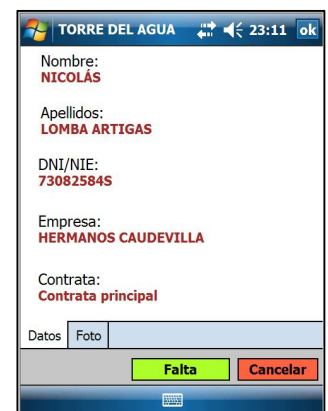 TORRE DEL AGUA 23:11 ok
Nombre:
NICOLÁS
Apellidos:
LOMBA ARTIGAS
DNI/NIE:
73082584S
Empresa:
HERMANOS CAUDEVILLA
Contrata:
Contrata principal
Datos Foto
Falta Cancelar